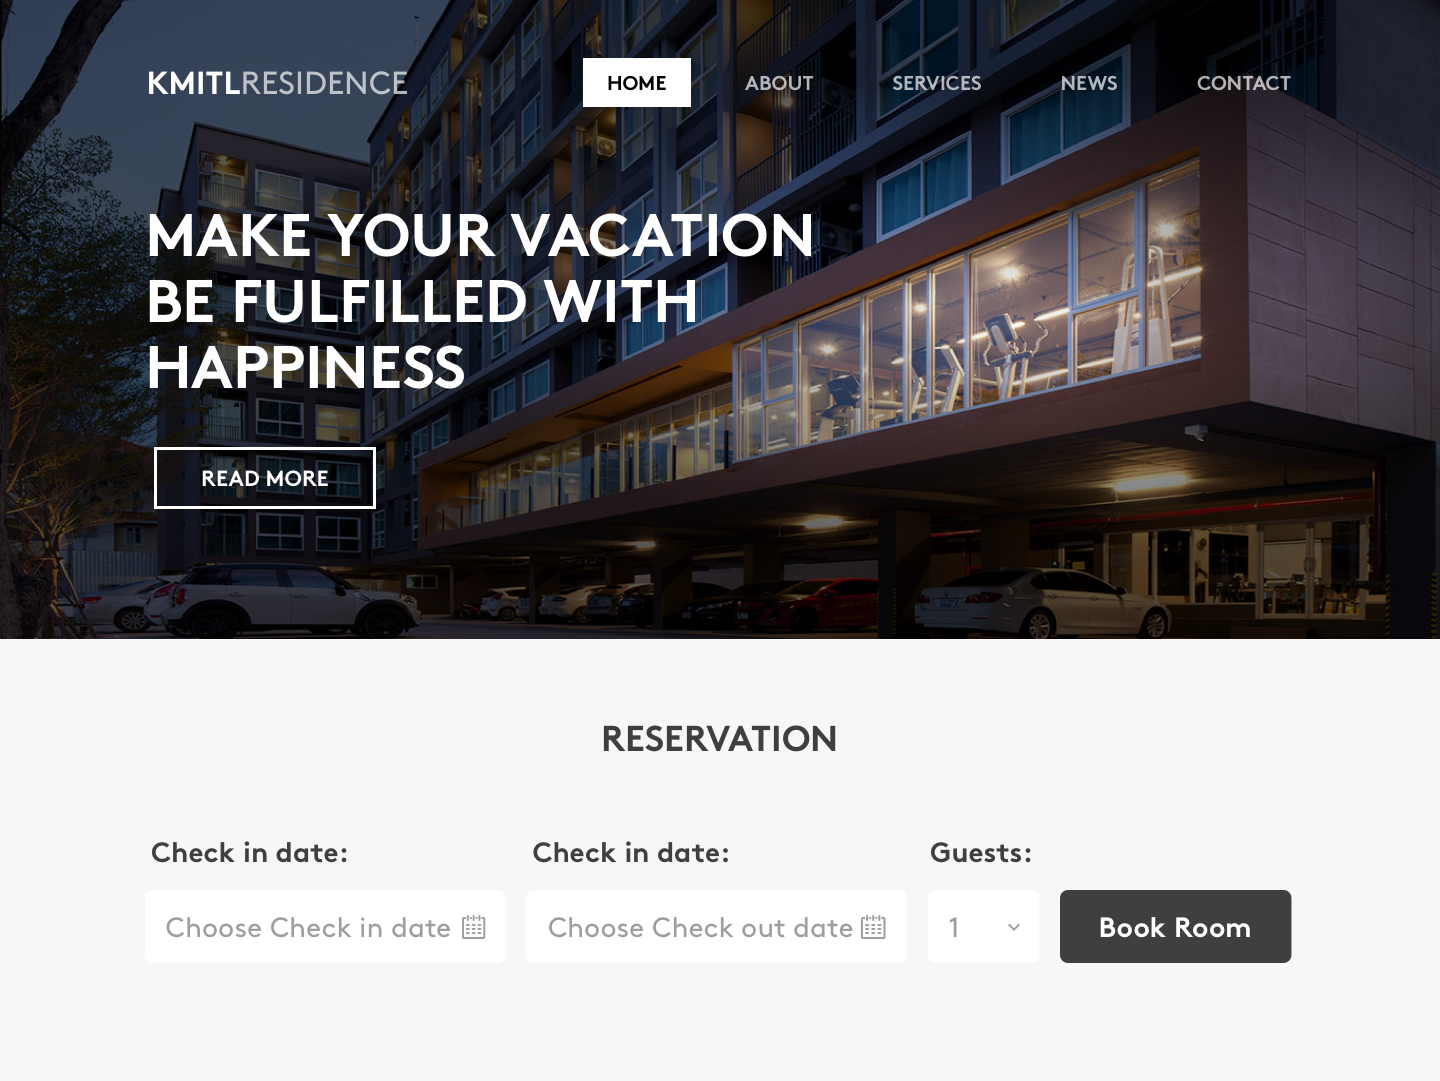 KMITLRESIDENCE
HOME ABOUT SERVICES NEWS CONTACT
MAKE YOUR VACATION
BE FULFILLED WITH
HAPPINESS
READ MORE
RESERVATION
Check in date: Check in date: Guests:
Choose Check in date Choose Check out date 1 Book Room